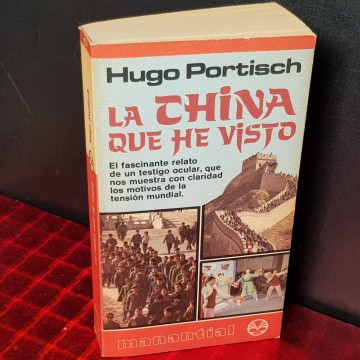 Hugo Portisch
LA CHINA
QUE HE VISTO
El fascinante relato
de un testigo ocular, que
nos muestra con claridad
los motivos de la
tensión mundial.
manantial